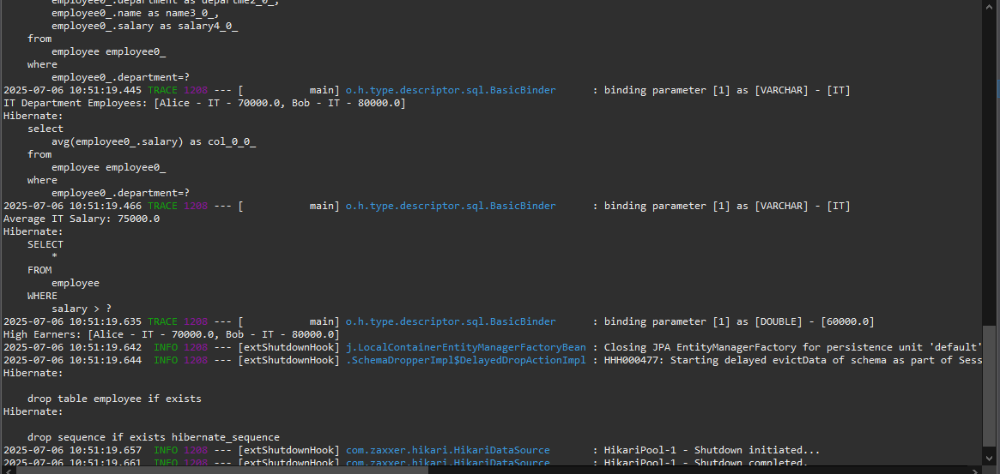 employee0_.department as departme2_0_,
employee0_.name as name3_0_,
employee0_.salary as salary4_0_
from
employee employee0_
where
employee0_.department=?
2025-07-06 10:51:19.445 TRACE 1208 --- [           main] o.h.type.descriptor.sql.BasicBinder      : binding parameter [1] as [VARCHAR] - [IT]
IT Department Employees: [Alice - IT - 70000.0, Bob - IT - 80000.0]
Hibernate:
select
avg(employee0_.salary) as col_0_0_
from
employee employee0_
where
employee0_.department=?
2025-07-06 10:51:19.466 TRACE 1208 --- [           main] o.h.type.descriptor.sql.BasicBinder      : binding parameter [1] as [VARCHAR] - [IT]
Average IT Salary: 75000.0
Hibernate:
SELECT
*
FROM
employee
WHERE
salary > ?
2025-07-06 10:51:19.635 TRACE 1208 --- [           main] o.h.type.descriptor.sql.BasicBinder      : binding parameter [1] as [DOUBLE] - [60000.0]
High Earners: [Alice - IT - 70000.0, Bob - IT - 80000.0]
2025-07-06 10:51:19.642  INFO 1208 --- [extShutdownHook] j.LocalContainerEntityManagerFactoryBean : Closing JPA EntityManagerFactory for persistence unit 'default'
2025-07-06 10:51:19.644  INFO 1208 --- [extShutdownHook] .SchemaDropperImpl$DelayedDropActionImpl : HHH000477: Starting delayed evictData of schema as part of Sess
Hibernate:
drop table employee if exists
Hibernate:
drop sequence if exists hibernate_sequence
2025-07-06 10:51:19.657  INFO 1208 --- [extShutdownHook] com.zaxxer.hikari.HikariDataSource       : HikariPool-1 - Shutdown initiated...
2025-07-06 10:51:19.661  INFO 1208 --- [extShutdownHook] com.zaxxer.hikari.HikariDataSource       : HikariPool-1 - Shutdown completed.